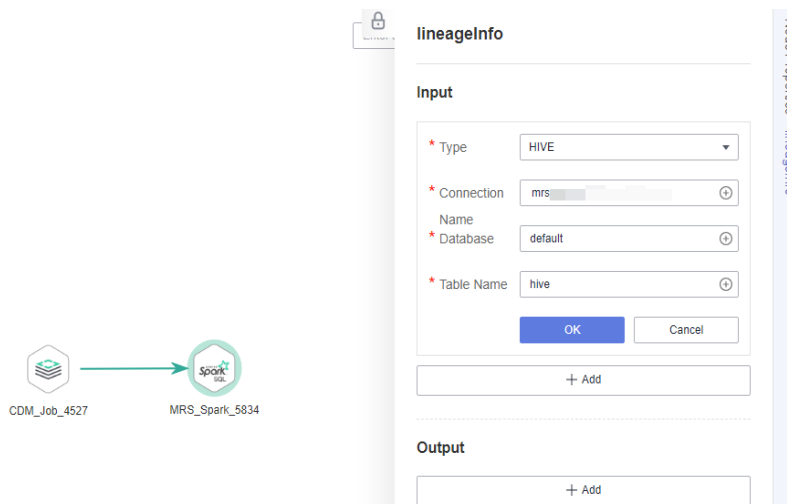 lineageInfo
Input
* Type HIVE
* Connection Name mrs
* Database default
* Table Name hive
OK Cancel
+ Add
Output
+ Add
Spark
SQL
CDM_Job_4527 MRS_Spark_5834